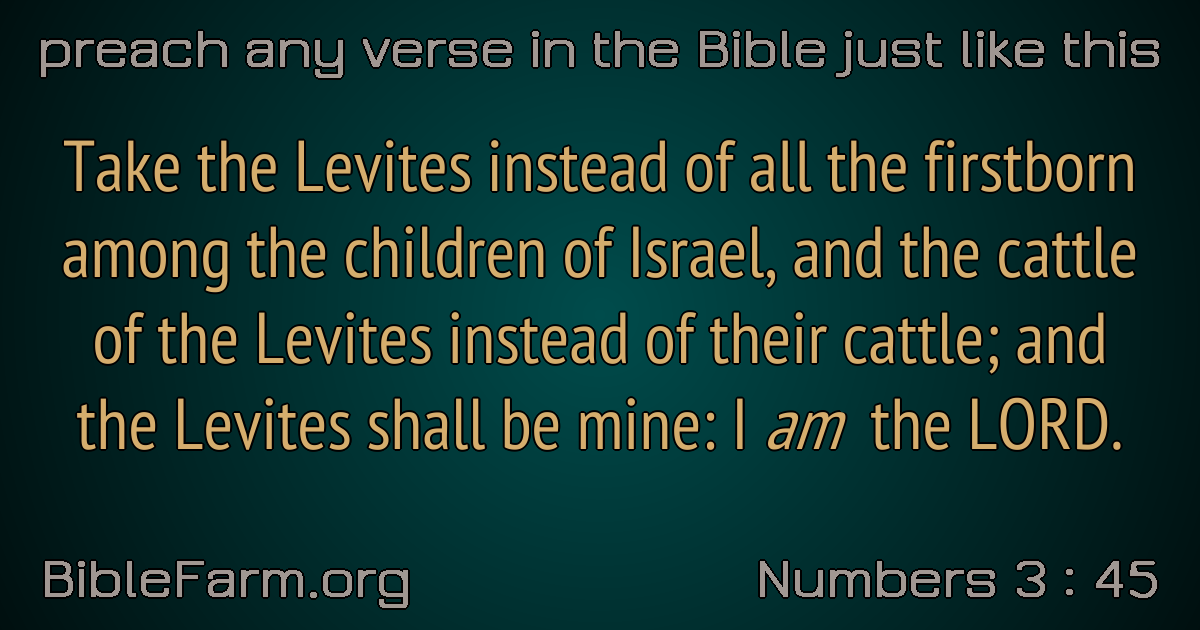 preach any verse in the Bible just like this
Take the Levites instead of all the firstborn
among the children of Israel, and the cattle
of the Levites instead of their cattle; and
the Levites shall be mine: I am the LORD.
BibleFarm.org
Numbers 3 : 45